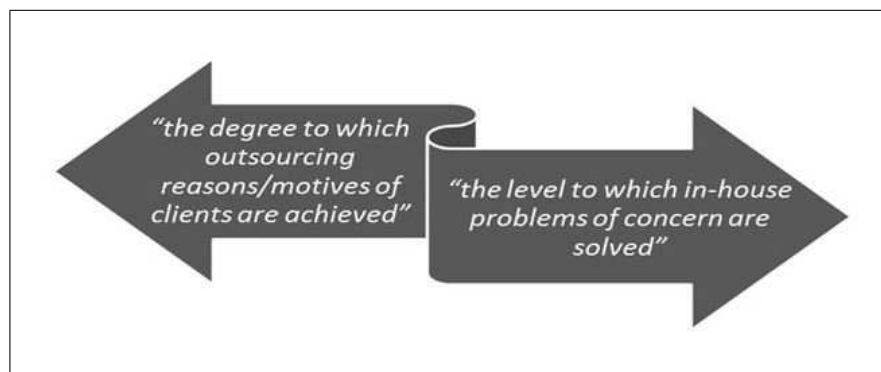 “the degree to which
outsourcing
reasons/motives of
clients are achieved”
“the level to which in-house
problems of concern are
solved”